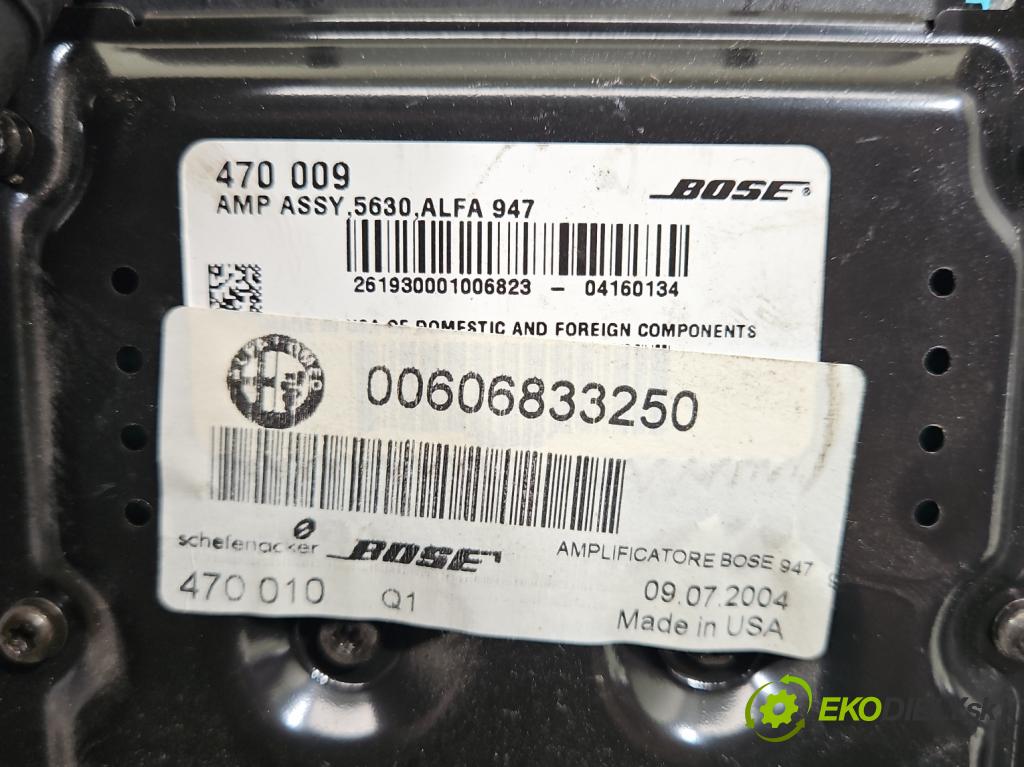 470 009
BOSE®
AMP ASSY,5630,ALFA 947
261930001006823 - 04160134
USA OF DOMESTIC AND FOREIGN COMPONENTS
00606833250
schefenacker
BOSE
AMPLIFICATORE BOSE 947
470 010
Q1
09.07.2004
Made in USA
EKODIELY.sk